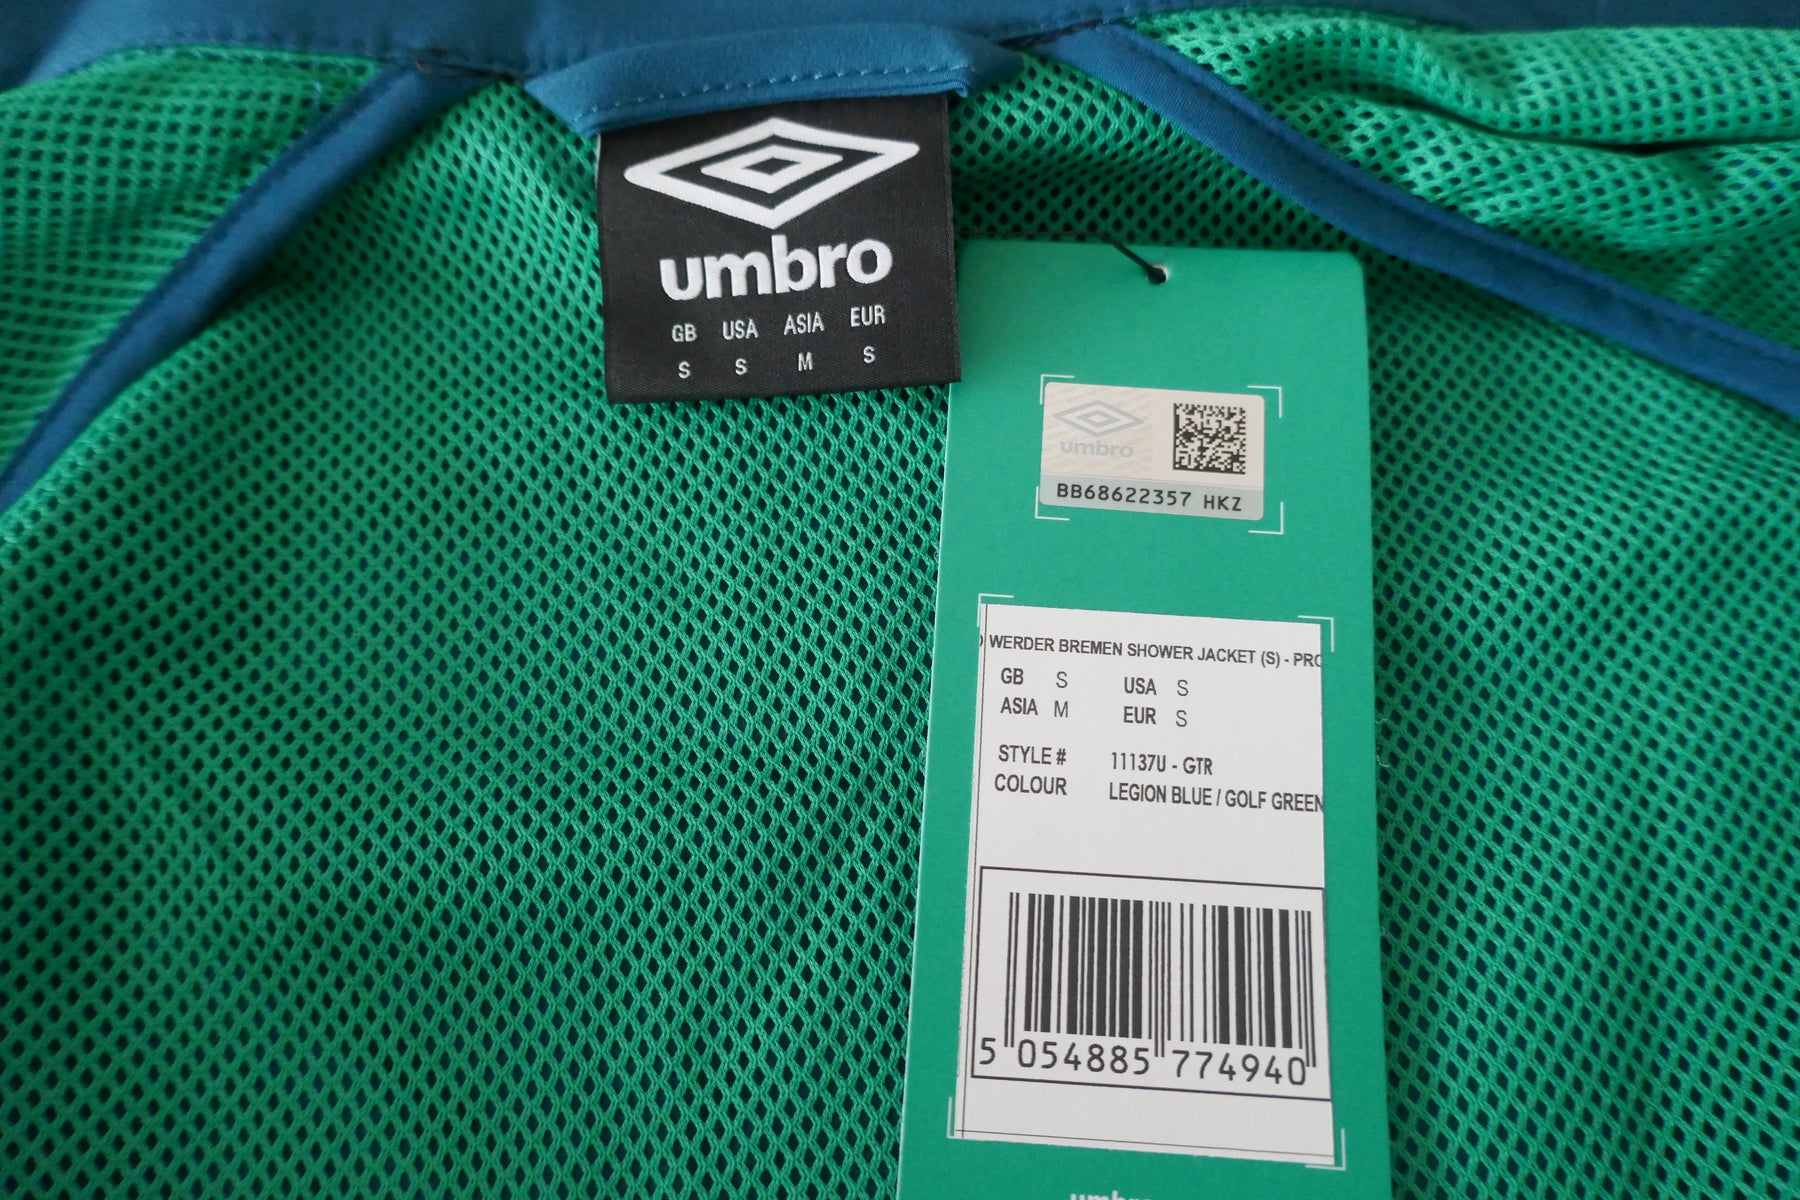 umbro
GB USA ASIA EUR
S S M S
umbro
BB68622357 HKZ
WERDER BREMEN SHOWER JACKET (S) - PRO
GB S USA S
ASIA M EUR S
STYLE # 11137U - GTR
COLOUR LEGION BLUE / GOLF GREEN
5 054885 774940
umbro